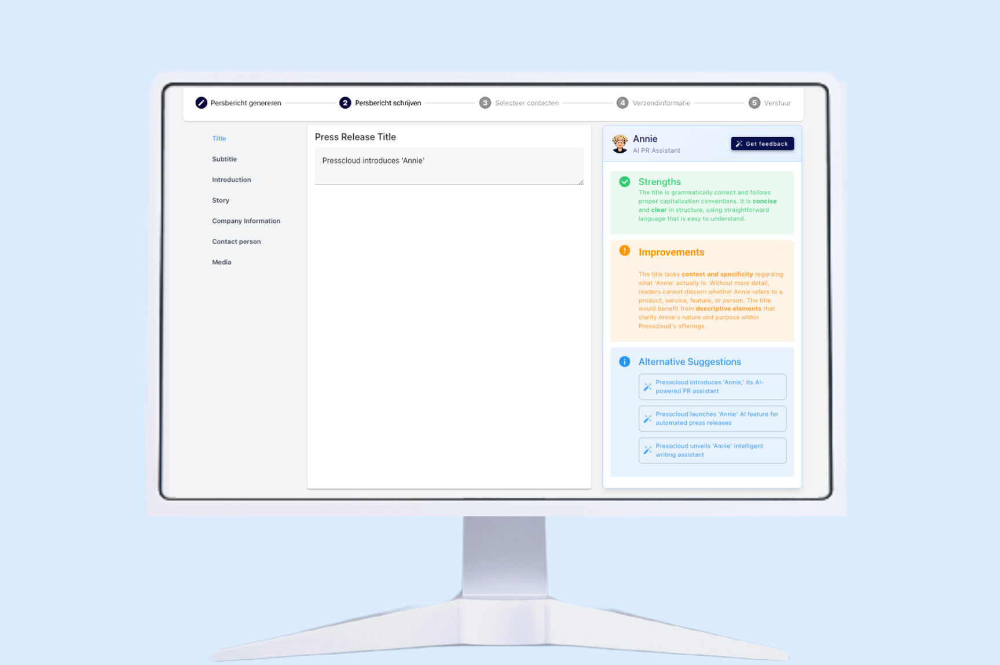 Persbericht genereren
2 Persbericht schrijven
3 Selecteer contacten
4 Verzendinformatie
5 Verstuur
Title
Subtitle
Introduction
Story
Company Information
Contact person
Media
Press Release Title
Presscloud introduces 'Annie'
Annie
AI PR Assistant
Get feedback
Strengths
The title is grammatically correct and follows
proper capitalization conventions. It is concise
and clear in structure, using straightforward
language that is easy to understand.
Improvements
The title lacks context and specificity regarding
what 'Annie' actually is. Without more detail,
readers cannot discern whether Annie refers to a
product, service, feature, or person. The title
would benefit from descriptive elements that
clarify Annie's nature and purpose within
Presscloud's offerings.
Alternative Suggestions
Presscloud introduces 'Annie,' its AI-
powered PR assistant
Presscloud launches 'Annie' AI feature for
automated press releases
Presscloud unveils 'Annie' intelligent
writing assistant